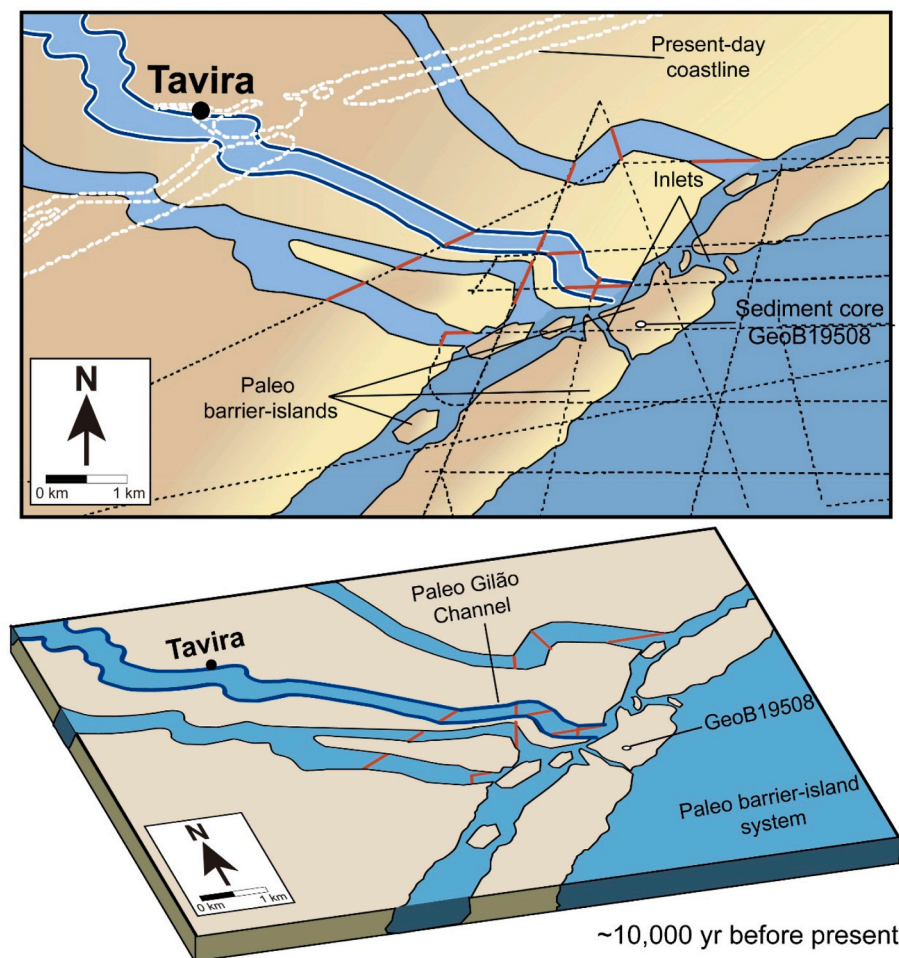 Tavira
Present-day
coastline
Inlets
Sediment core
GeoB19508
Paleo
barrier-islands
N
0 km
1 km
Paleo Gilão
Channel
Tavira
GeoB19508
Paleo barrier-island
system
N
0 km
1 km
~10,000 yr before present